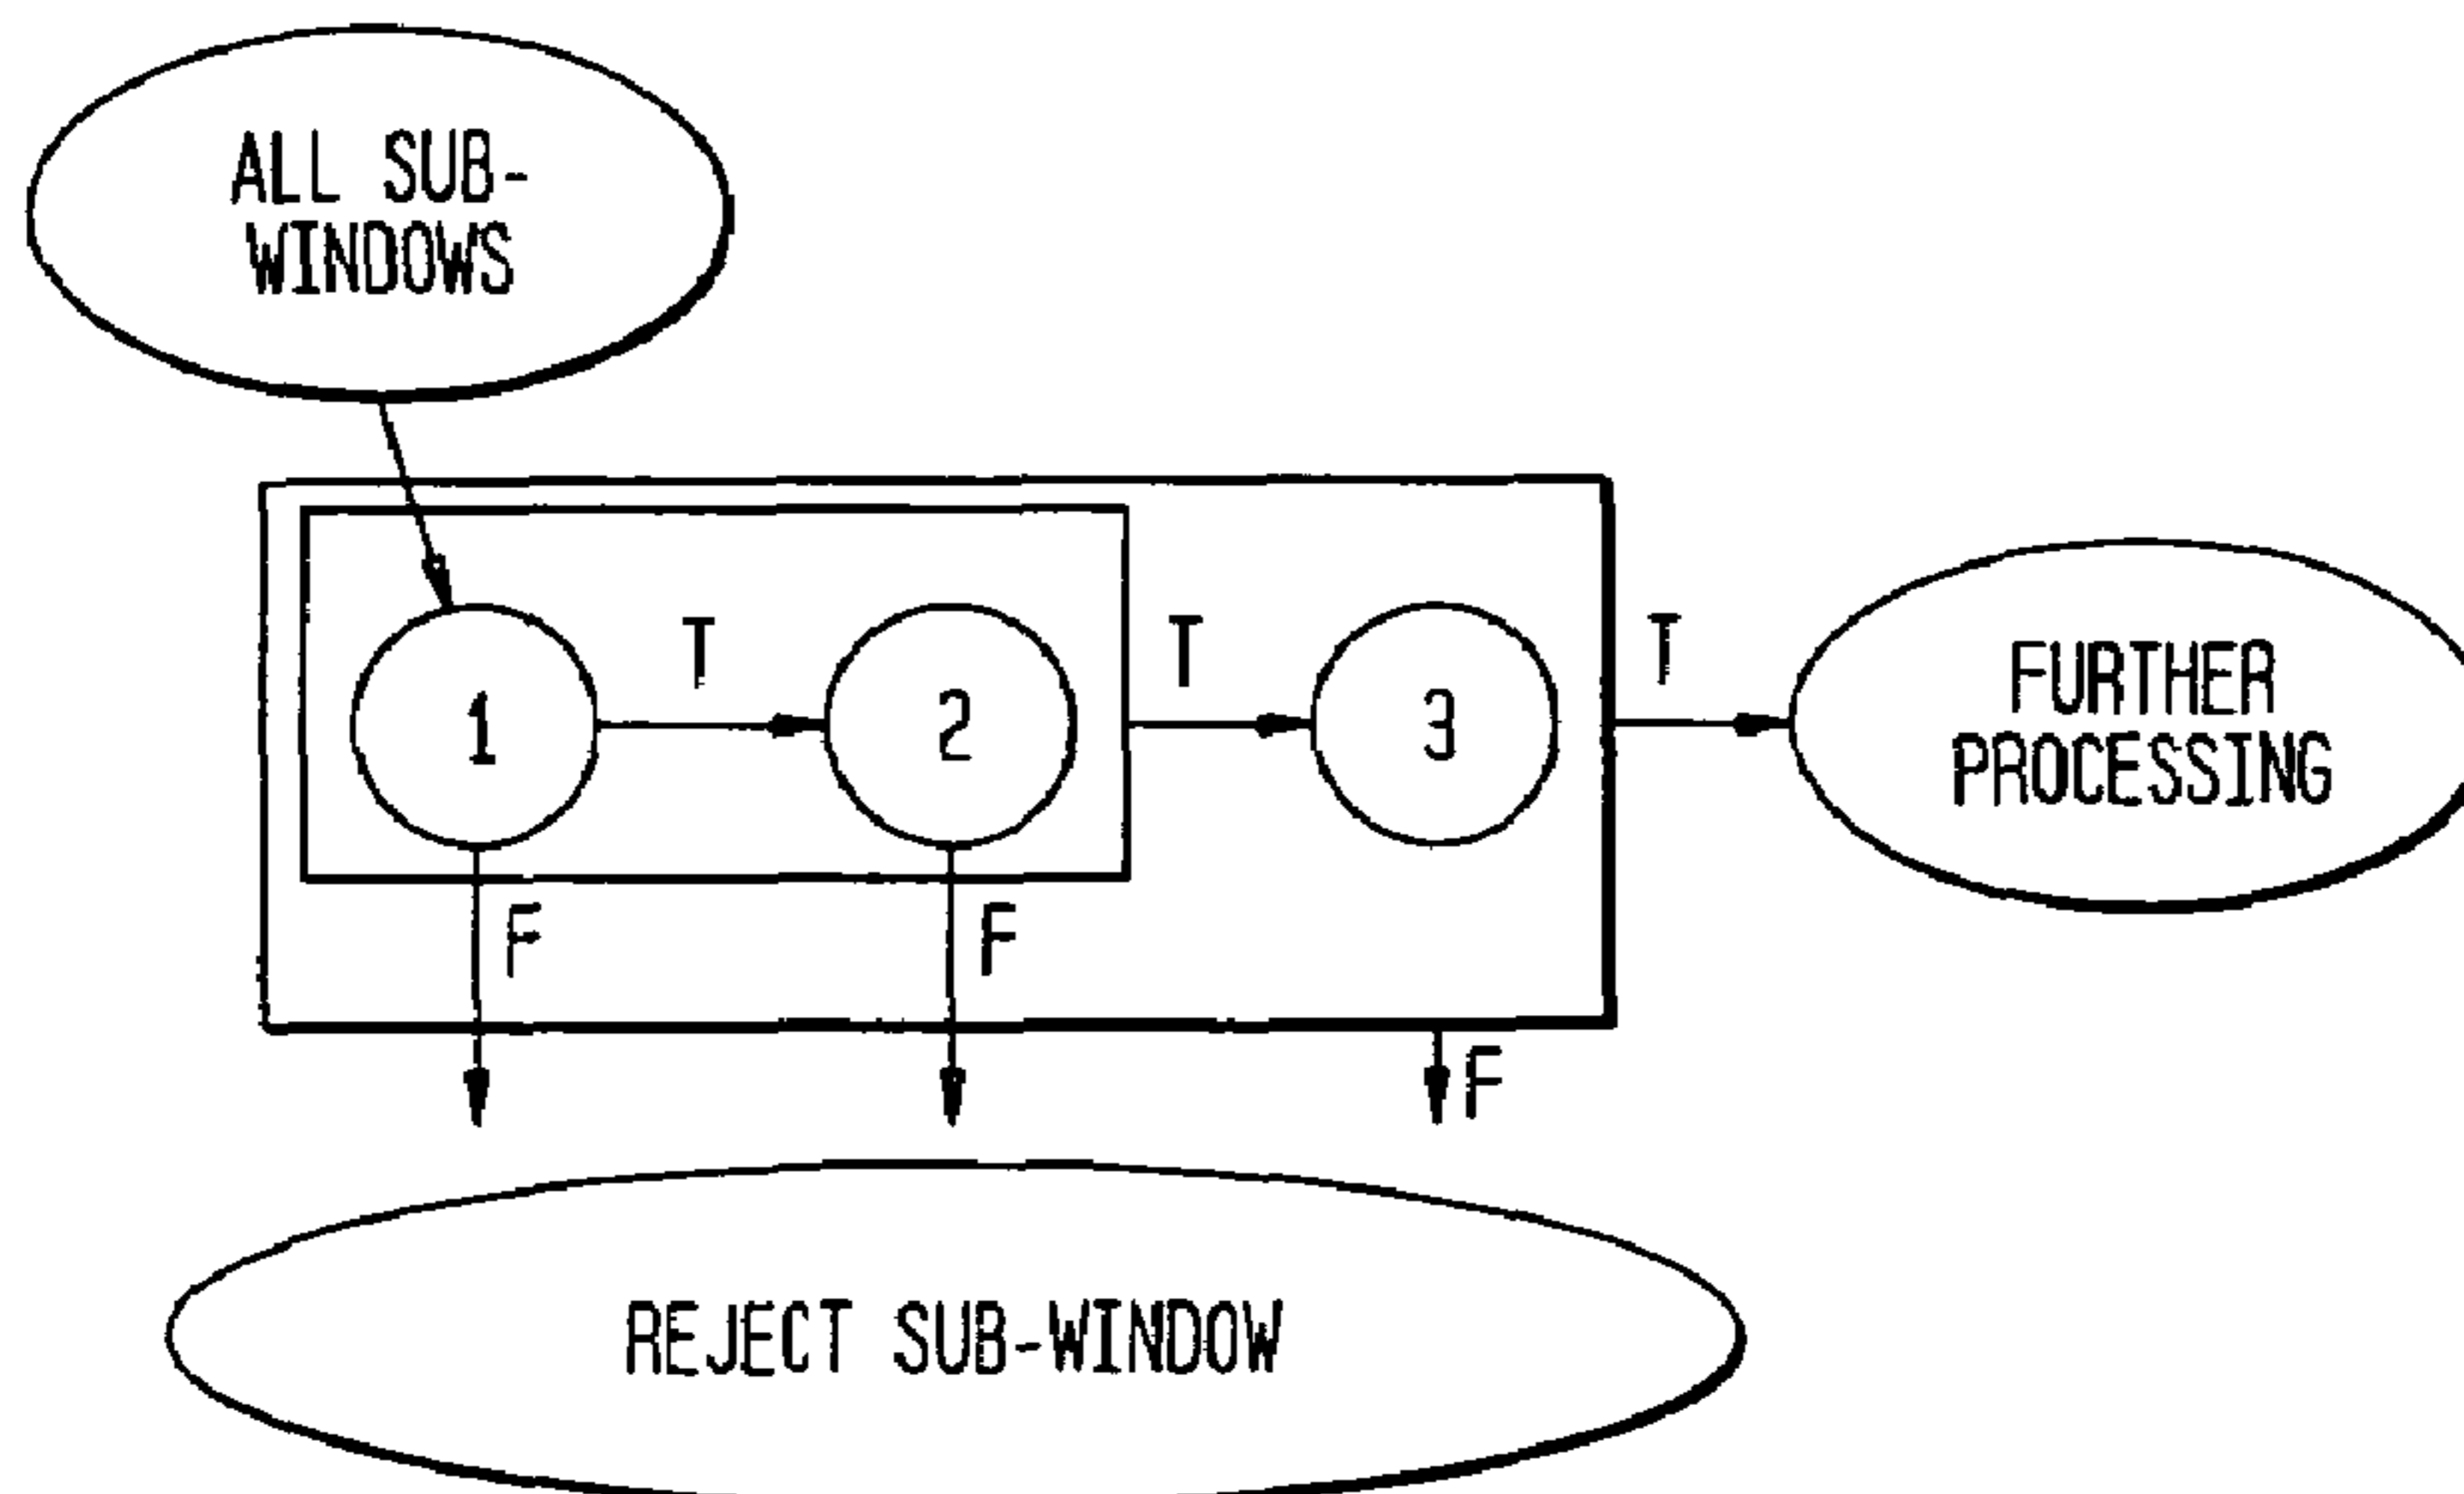 ALL SUB-
WINDOWS
T
T
T
1
2
3
FURTHER
PROCESSING
F
F
F
REJECT SUB-WINDOW